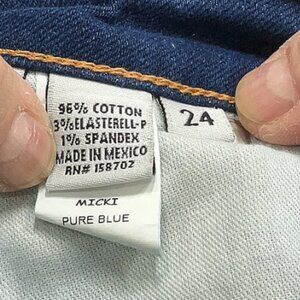 96% COTTON
3%ELASTERELL-P
1% SPANDEX
MADE IN MEXICO
RN# 158702
24
MICKI
PURE BLUE